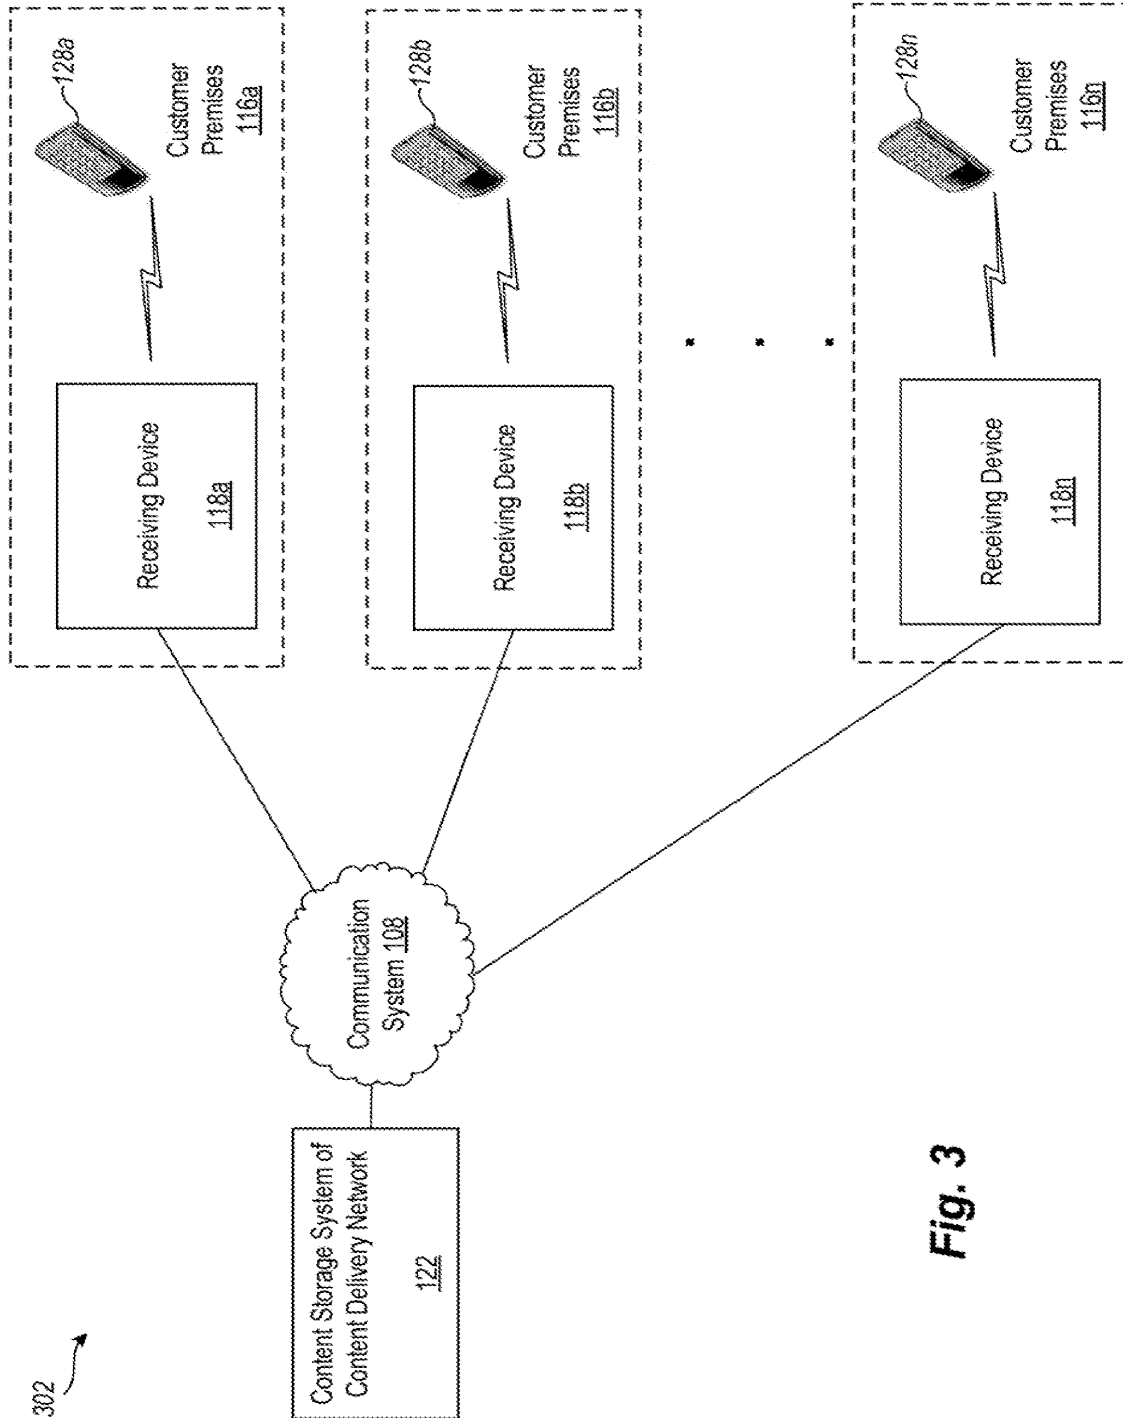 302
Content Storage System of
Content Delivery Network
122
Communication
System 108
Receiving Device
118a
128a
Customer
Premises
116a
Receiving Device
118b
128b
Customer
Premises
116b
Receiving Device
118n
128n
Customer
Premises
116n
Fig. 3